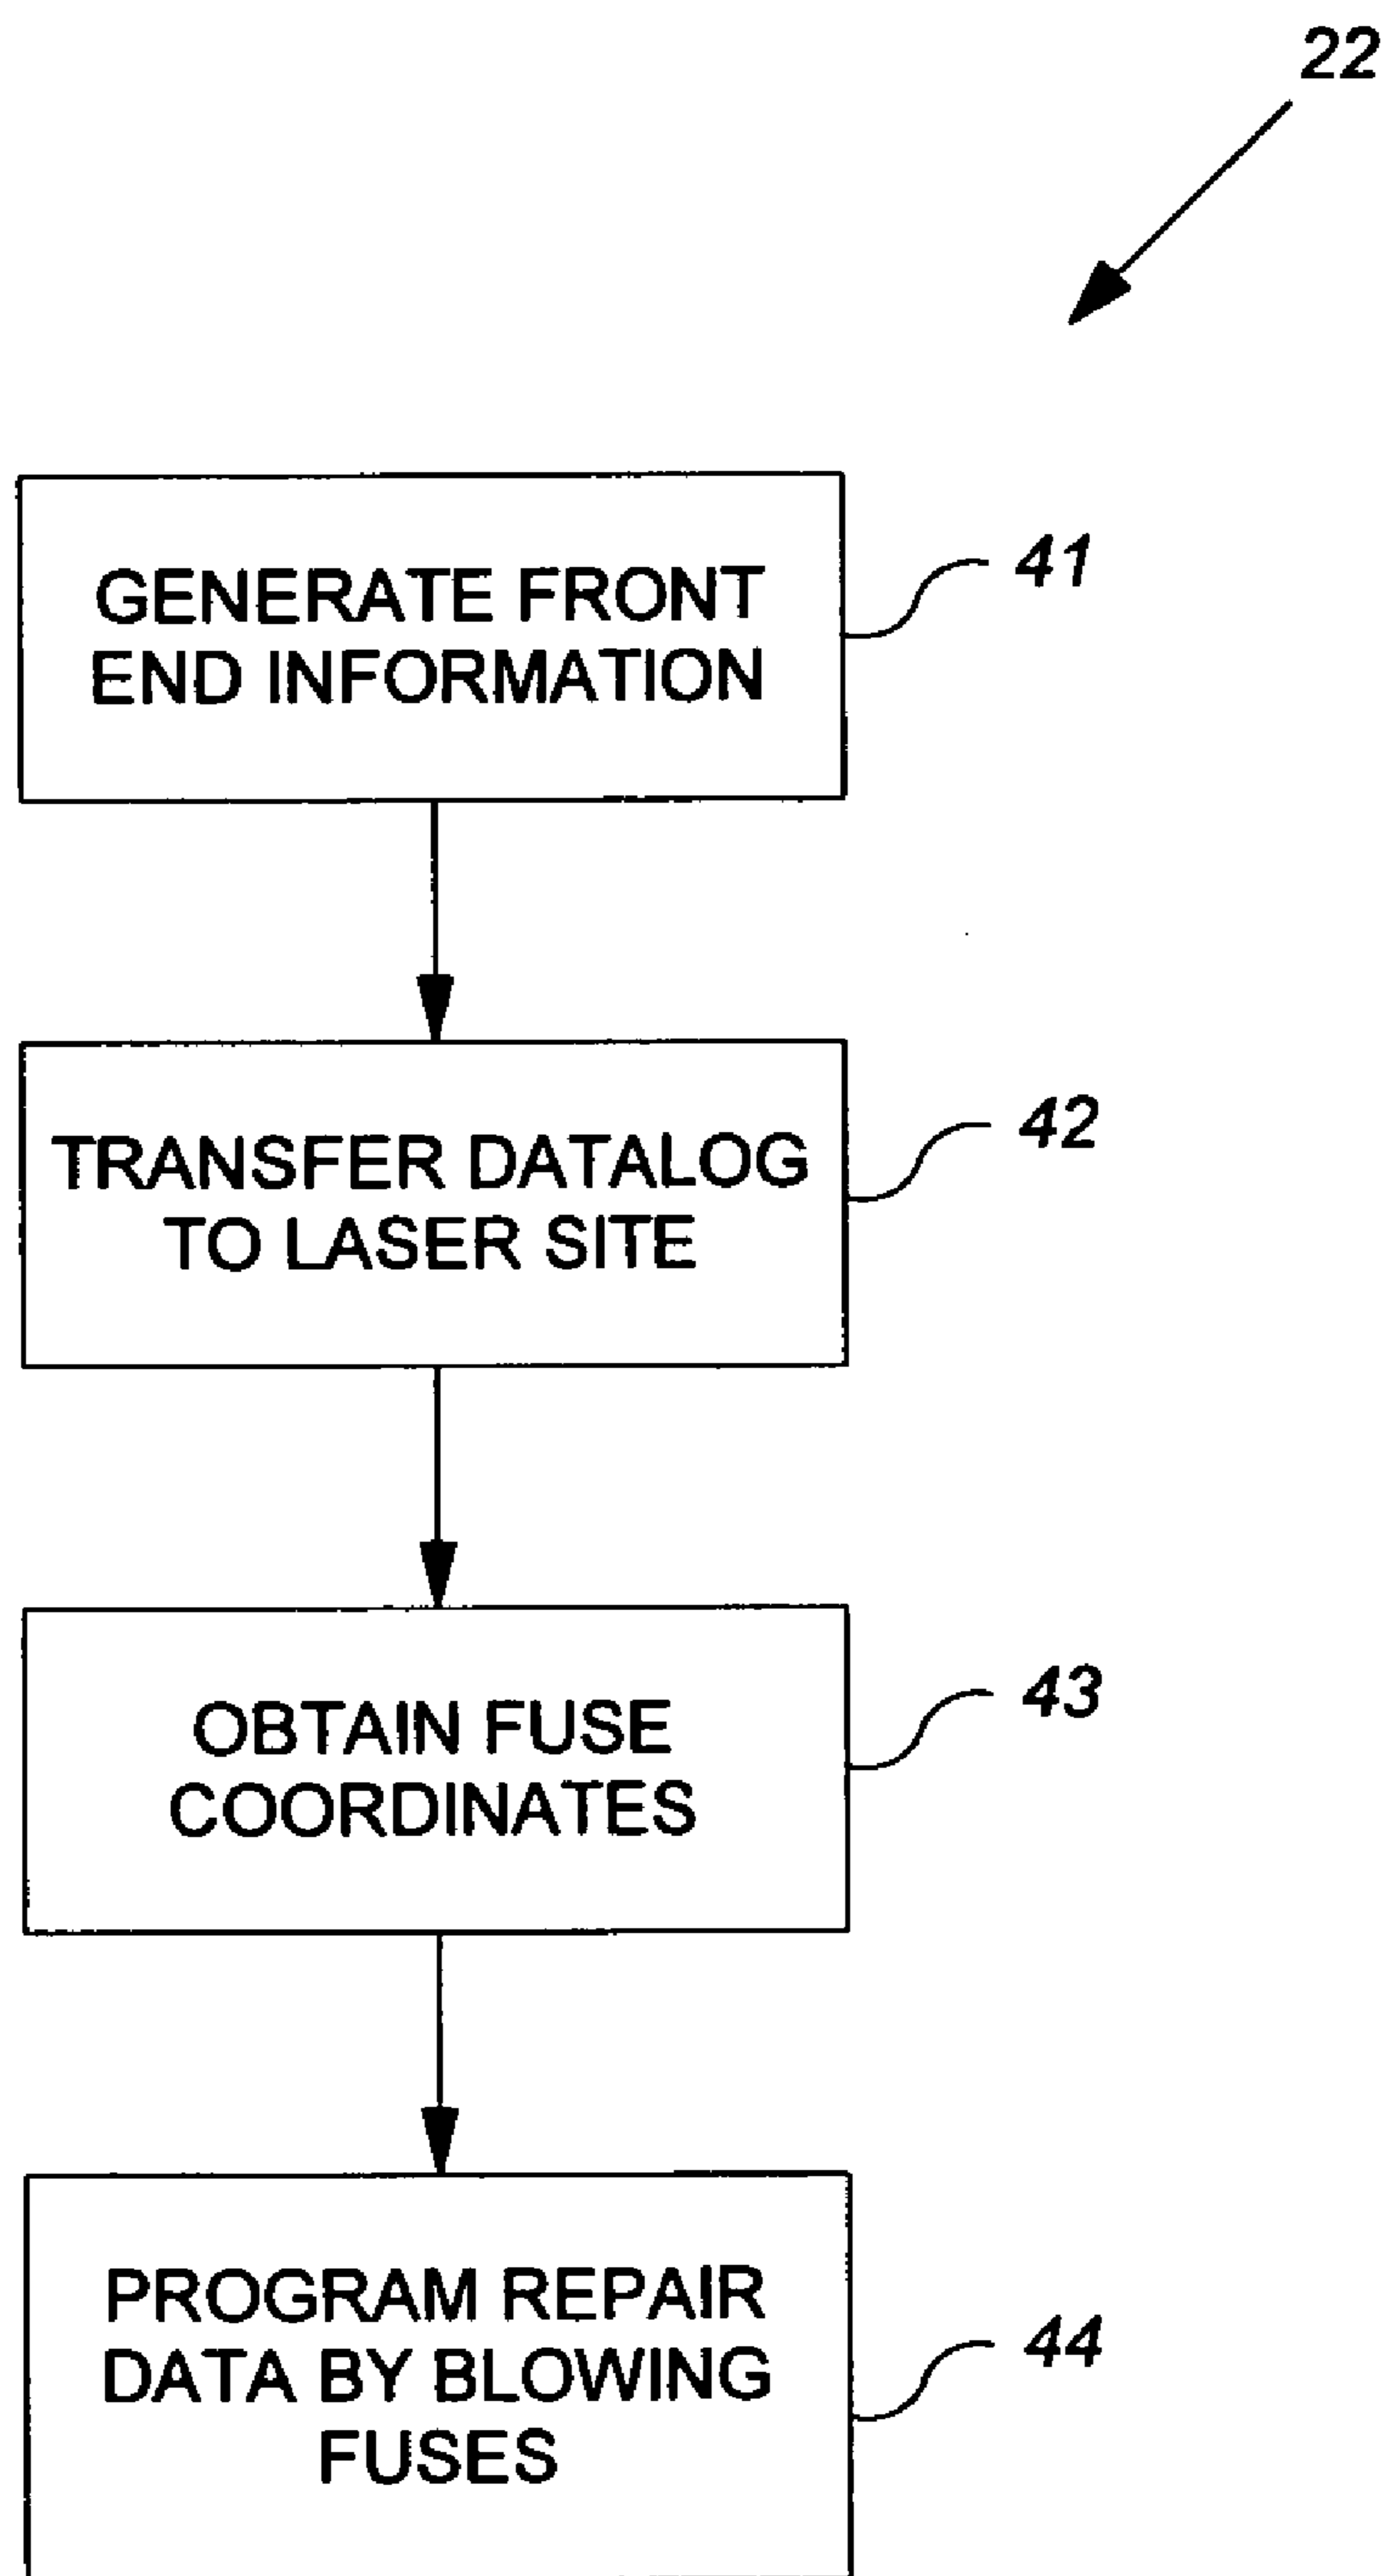 22
GENERATE FRONT
END INFORMATION
41
TRANSFER DATALOG
TO LASER SITE
42
OBTAIN FUSE
COORDINATES
43
PROGRAM REPAIR
DATA BY BLOWING
FUSES
44